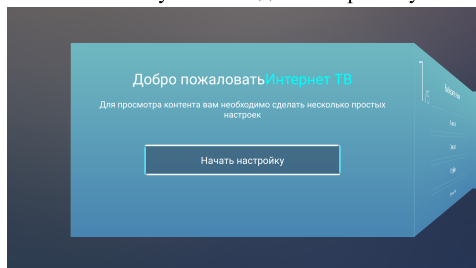 Добро пожаловатьИнтернет ТВ
Для просмотра контента вам необходимо сделать несколько простых
настроек
Начать настройку